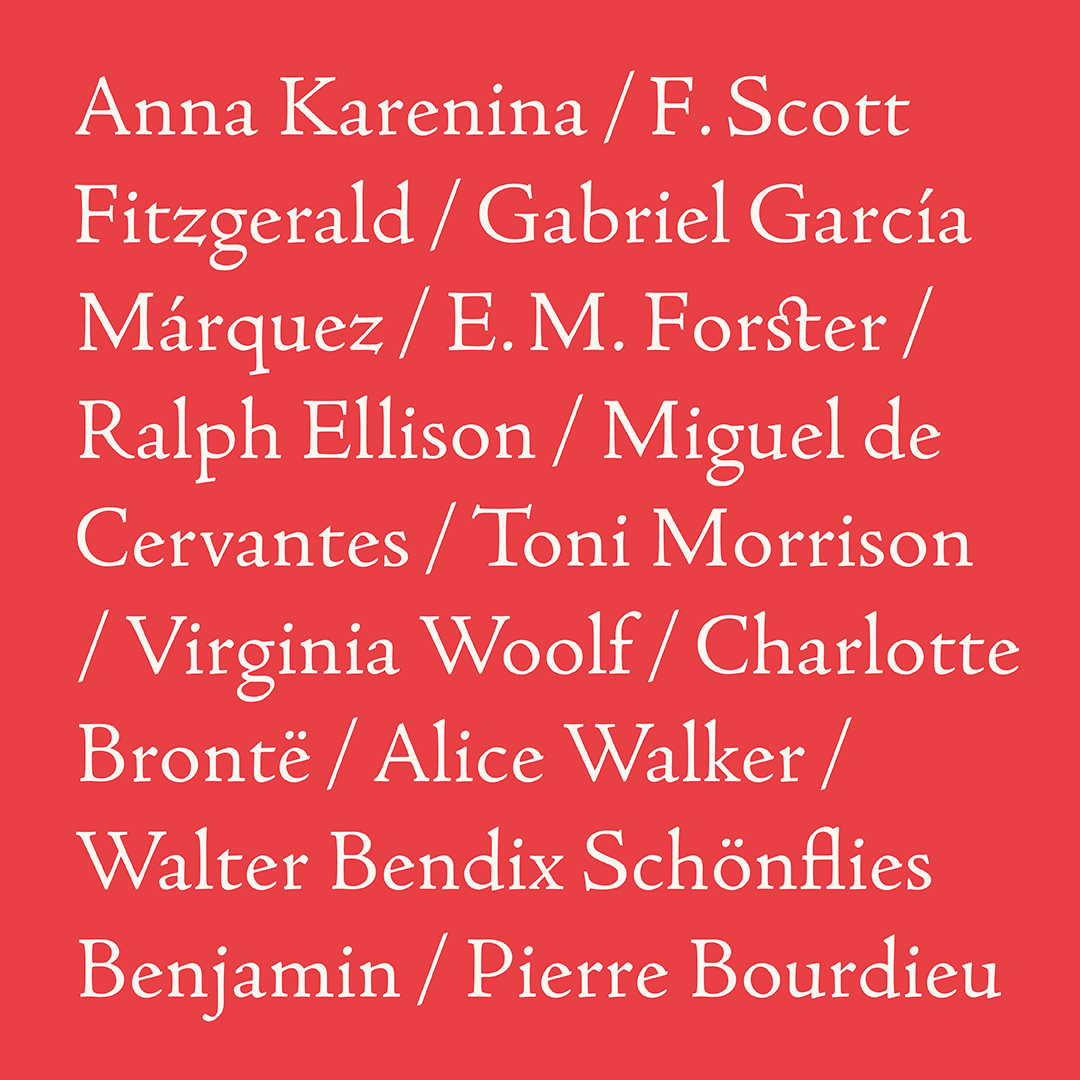 Anna Karenina / F. Scott
Fitzgerald / Gabriel García
Márquez / E. M. Forster /
Ralph Ellison / Miguel de
Cervantes / Toni Morrison
/ Virginia Woolf / Charlotte
Brontë / Alice Walker /
Walter Bendix Schönflies
Benjamin / Pierre Bourdieu